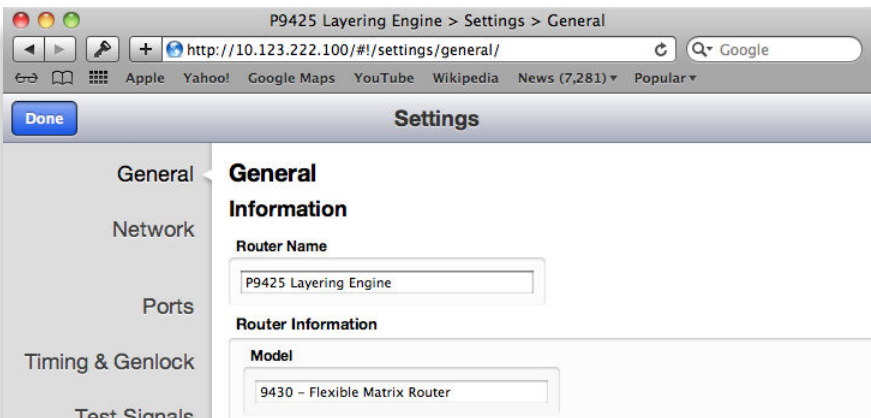 P9425 Layering Engine > Settings > General
http://10.123.222.100/#!/settings/general/
Google
Apple Yahoo! Google Maps YouTube Wikipedia News (7,281) Popular
Done
Settings
General
General
Information
Network
Router Name
P9425 Layering Engine
Ports
Router Information
Timing & Genlock
Model
9430 – Flexible Matrix Router
Test Signals